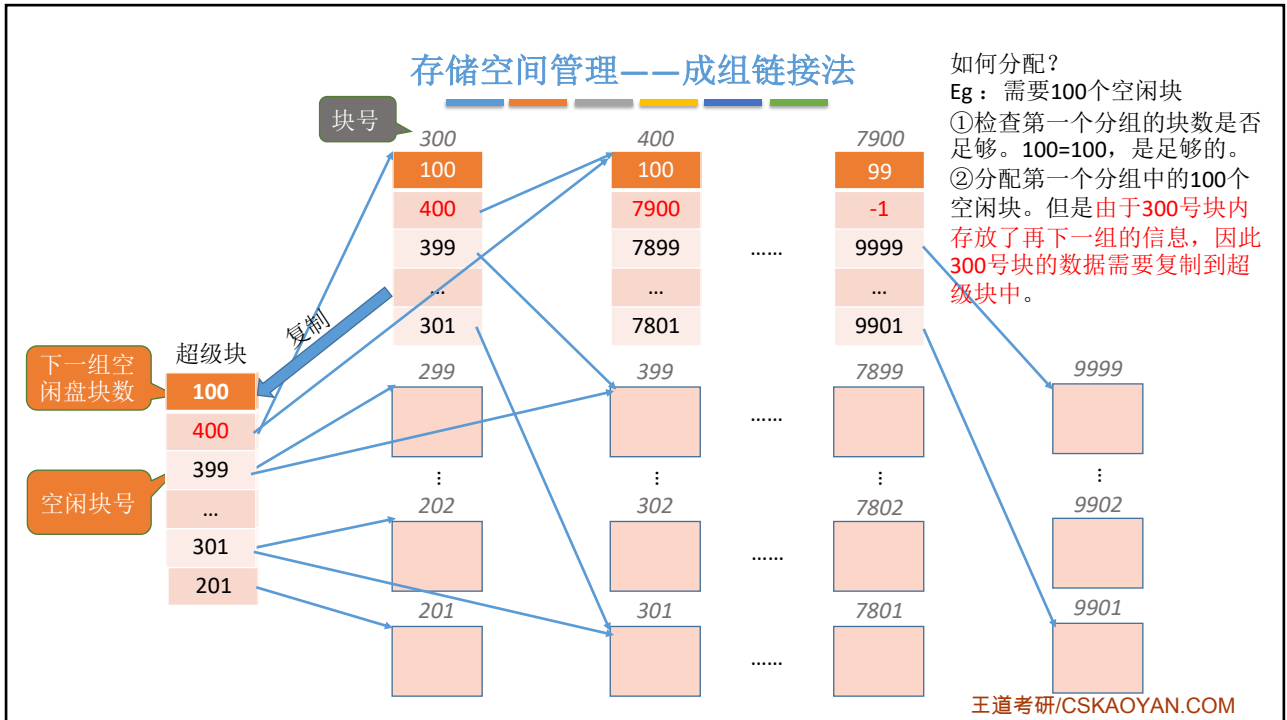 存储空间管理——成组链接法
如何分配？
Eg：需要100个空闲块
①检查第一个分组的块数是否
足够。100=100，是足够的。
②分配第一个分组中的100个
空闲块。但是由于300号块内
存放了再下一组的信息，因此
300号块的数据需要复制到超
级块中。
块号
300
400
7900
100
100
99
400
7900
-1
399
7899
……
9999
…
…
…
301
7801
9901
复制
超级块
下一组空
闲盘块数
100
400
399
空闲块号
…
301
201
299
399
7899
9999
……
…
…
…
202
302
7802
9902
……
201
301
7801
9901
……
王道考研/CSKAOYAN.COM